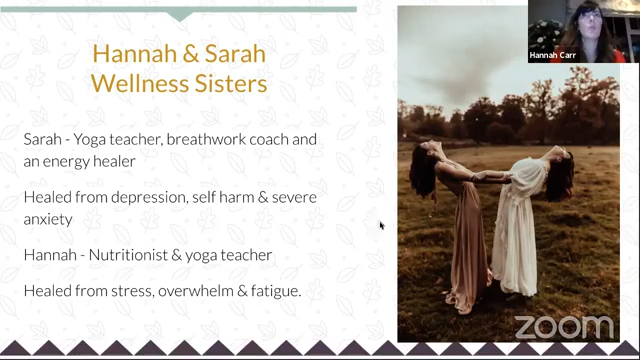 Hannah & Sarah
Wellness Sisters
Sarah - Yoga teacher, breathwork coach and
an energy healer
Healed from depression, self harm & severe
anxiety
Hannah - Nutritionist & yoga teacher
Healed from stress, overwhelm & fatigue.
Hannah Carr
zoom